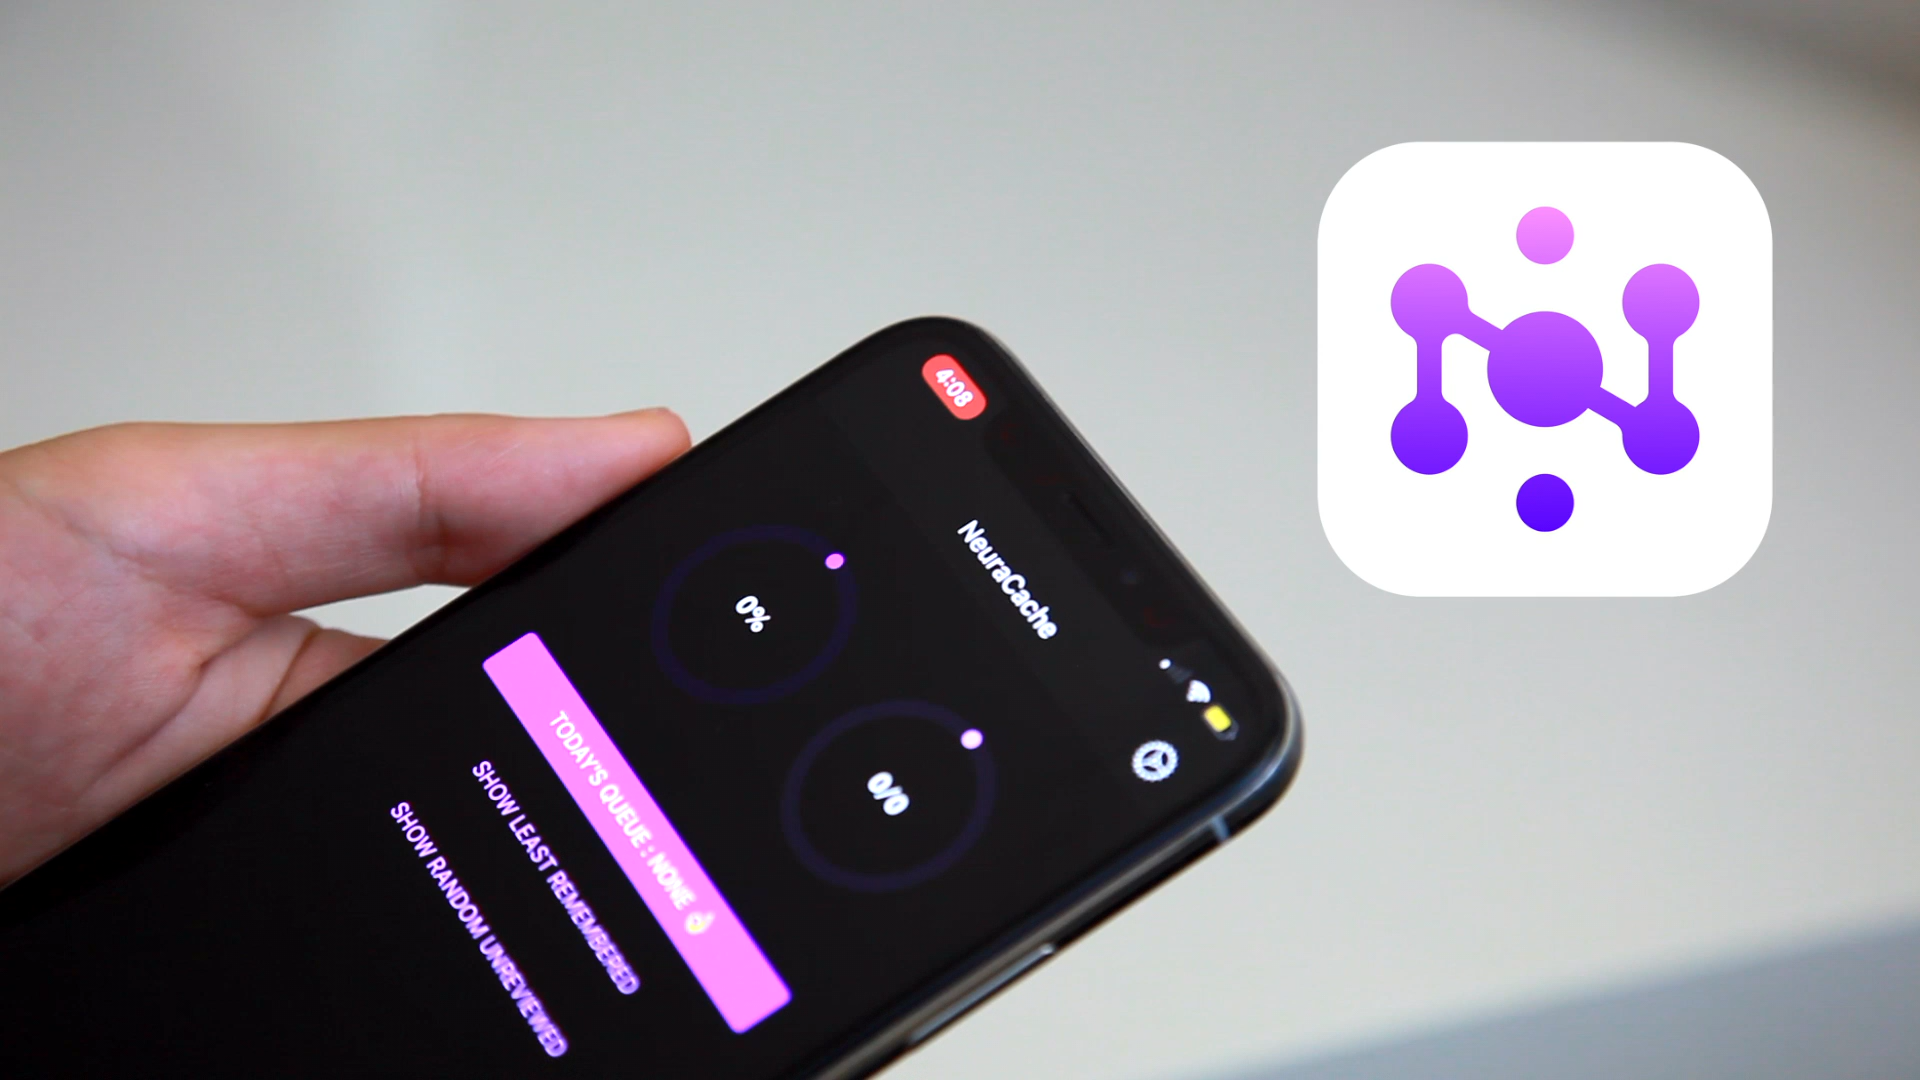 4:08
NeuraCache
0%
0/0
TODAY'S QUEUE : NONE 👌
SHOW LEAST REMEMBERED
SHOW RANDOM UNREVIEWED